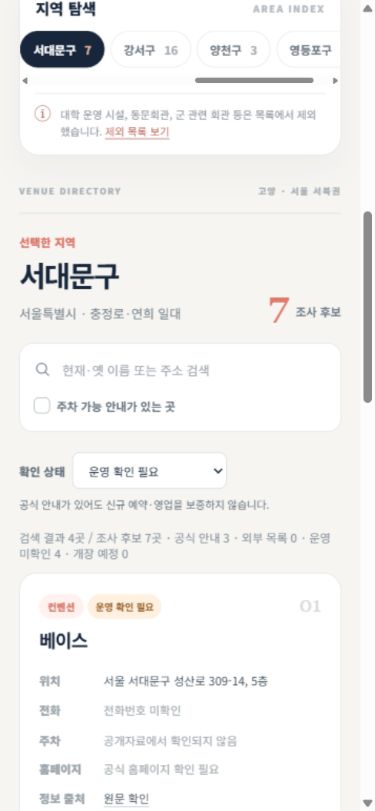 지역 탐색
AREA INDEX
서대문구 7
강서구 16
양천구 3
영등포구
대학 운영 시설, 동문회관, 군 관련 회관 등은 목록에서 제외
했습니다. 제외 목록 보기
VENUE DIRECTORY
고양 · 서울 서북권
선택한 지역
서대문구
서울특별시 · 충정로·연희 일대
7 조사 후보
현재·옛 이름 또는 주소 검색
주차 가능 안내가 있는 곳
확인 상태
운영 확인 필요
공식 안내가 있어도 신규 예약·영업을 보증하지 않습니다.
검색 결과 4곳 / 조사 후보 7곳 · 공식 안내 3 · 외부 목록 0 · 운영
미확인 4 · 개장 예정 0
컨벤션
운영 확인 필요
01
베이스
위치 서울 서대문구 성산로 309-14, 5층
전화 전화번호 미확인
주차 공개자료에서 확인되지 않음
홈페이지 공식 홈페이지 확인 필요
정보 출처 원문 확인